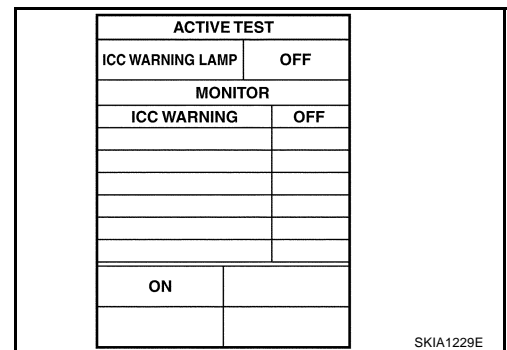 ACTIVE TEST
ICC WARNING LAMP OFF
MONITOR
ICC WARNING OFF
ON
SKIA1229E